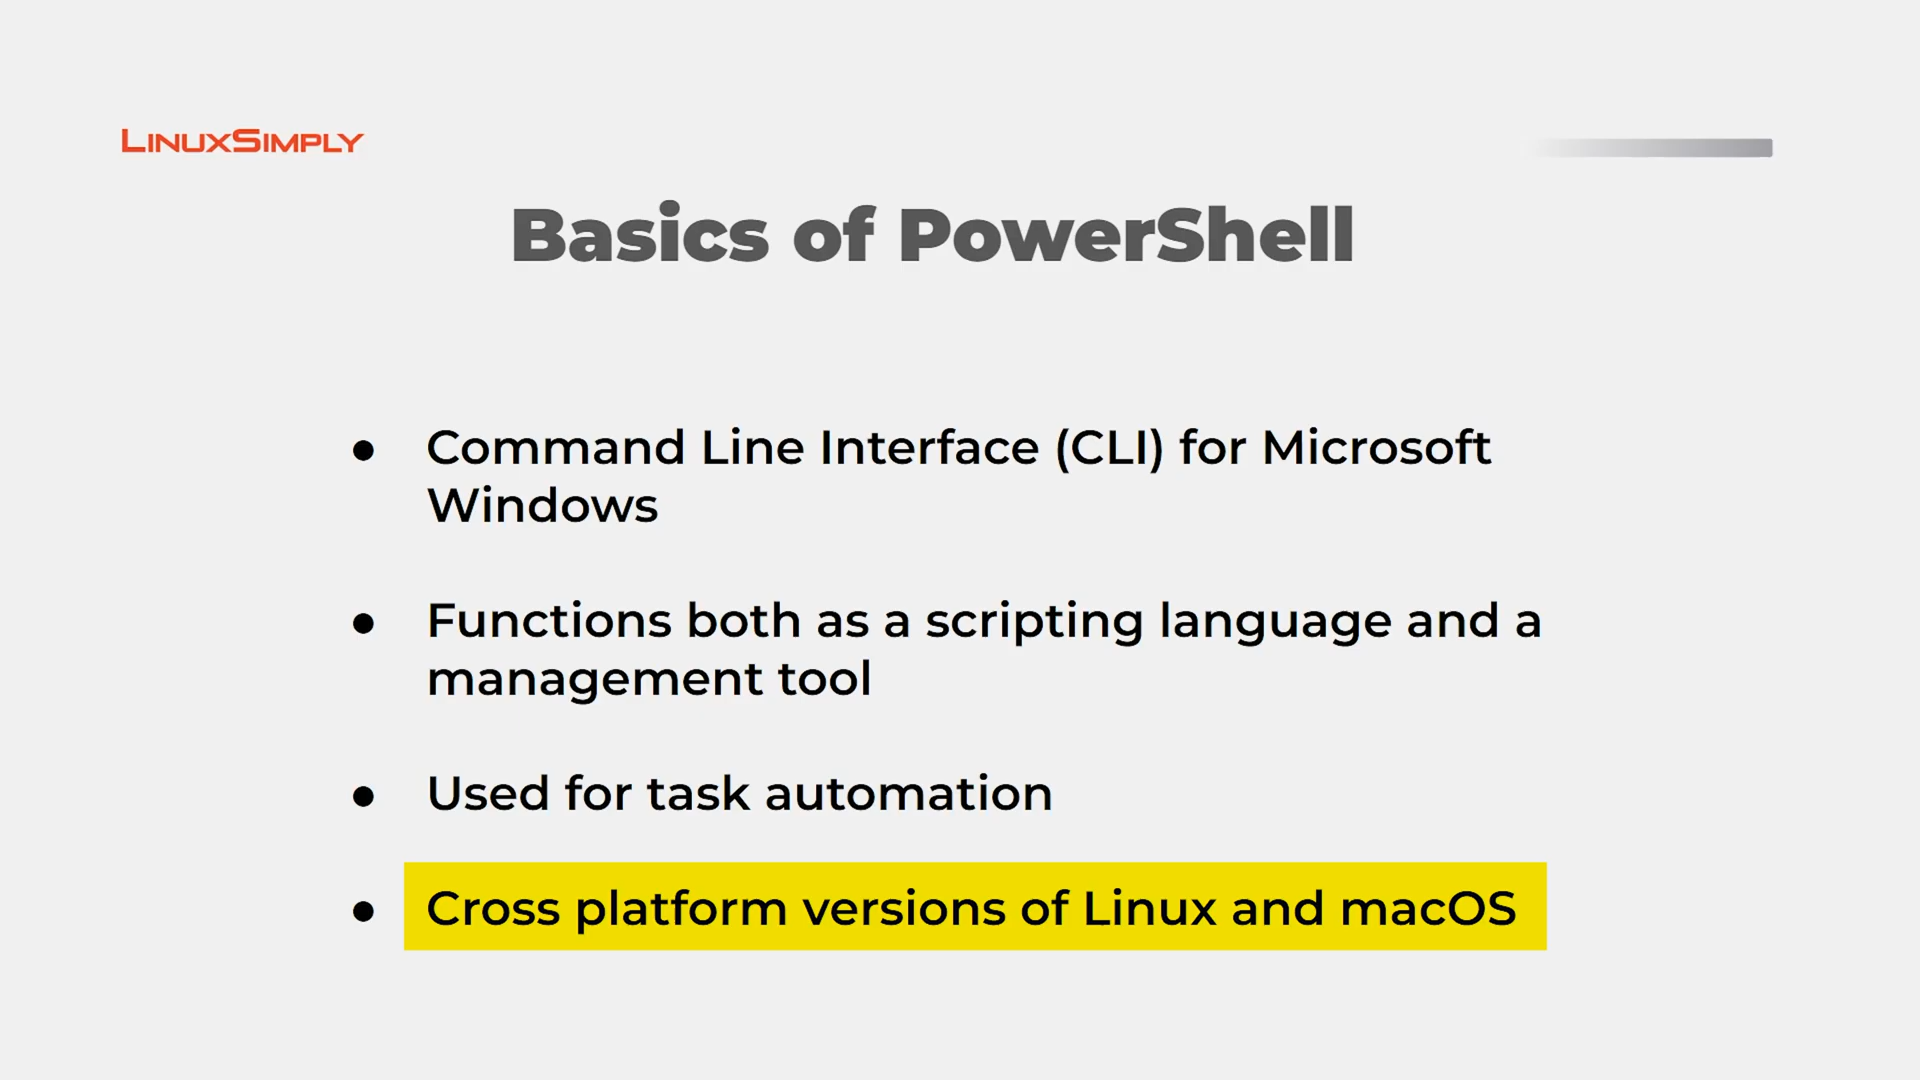 LINUXSIMPLY
Basics of PowerShell
● Command Line Interface (CLI) for Microsoft
Windows
● Functions both as a scripting language and a
management tool
● Used for task automation
● Cross platform versions of Linux and macOS